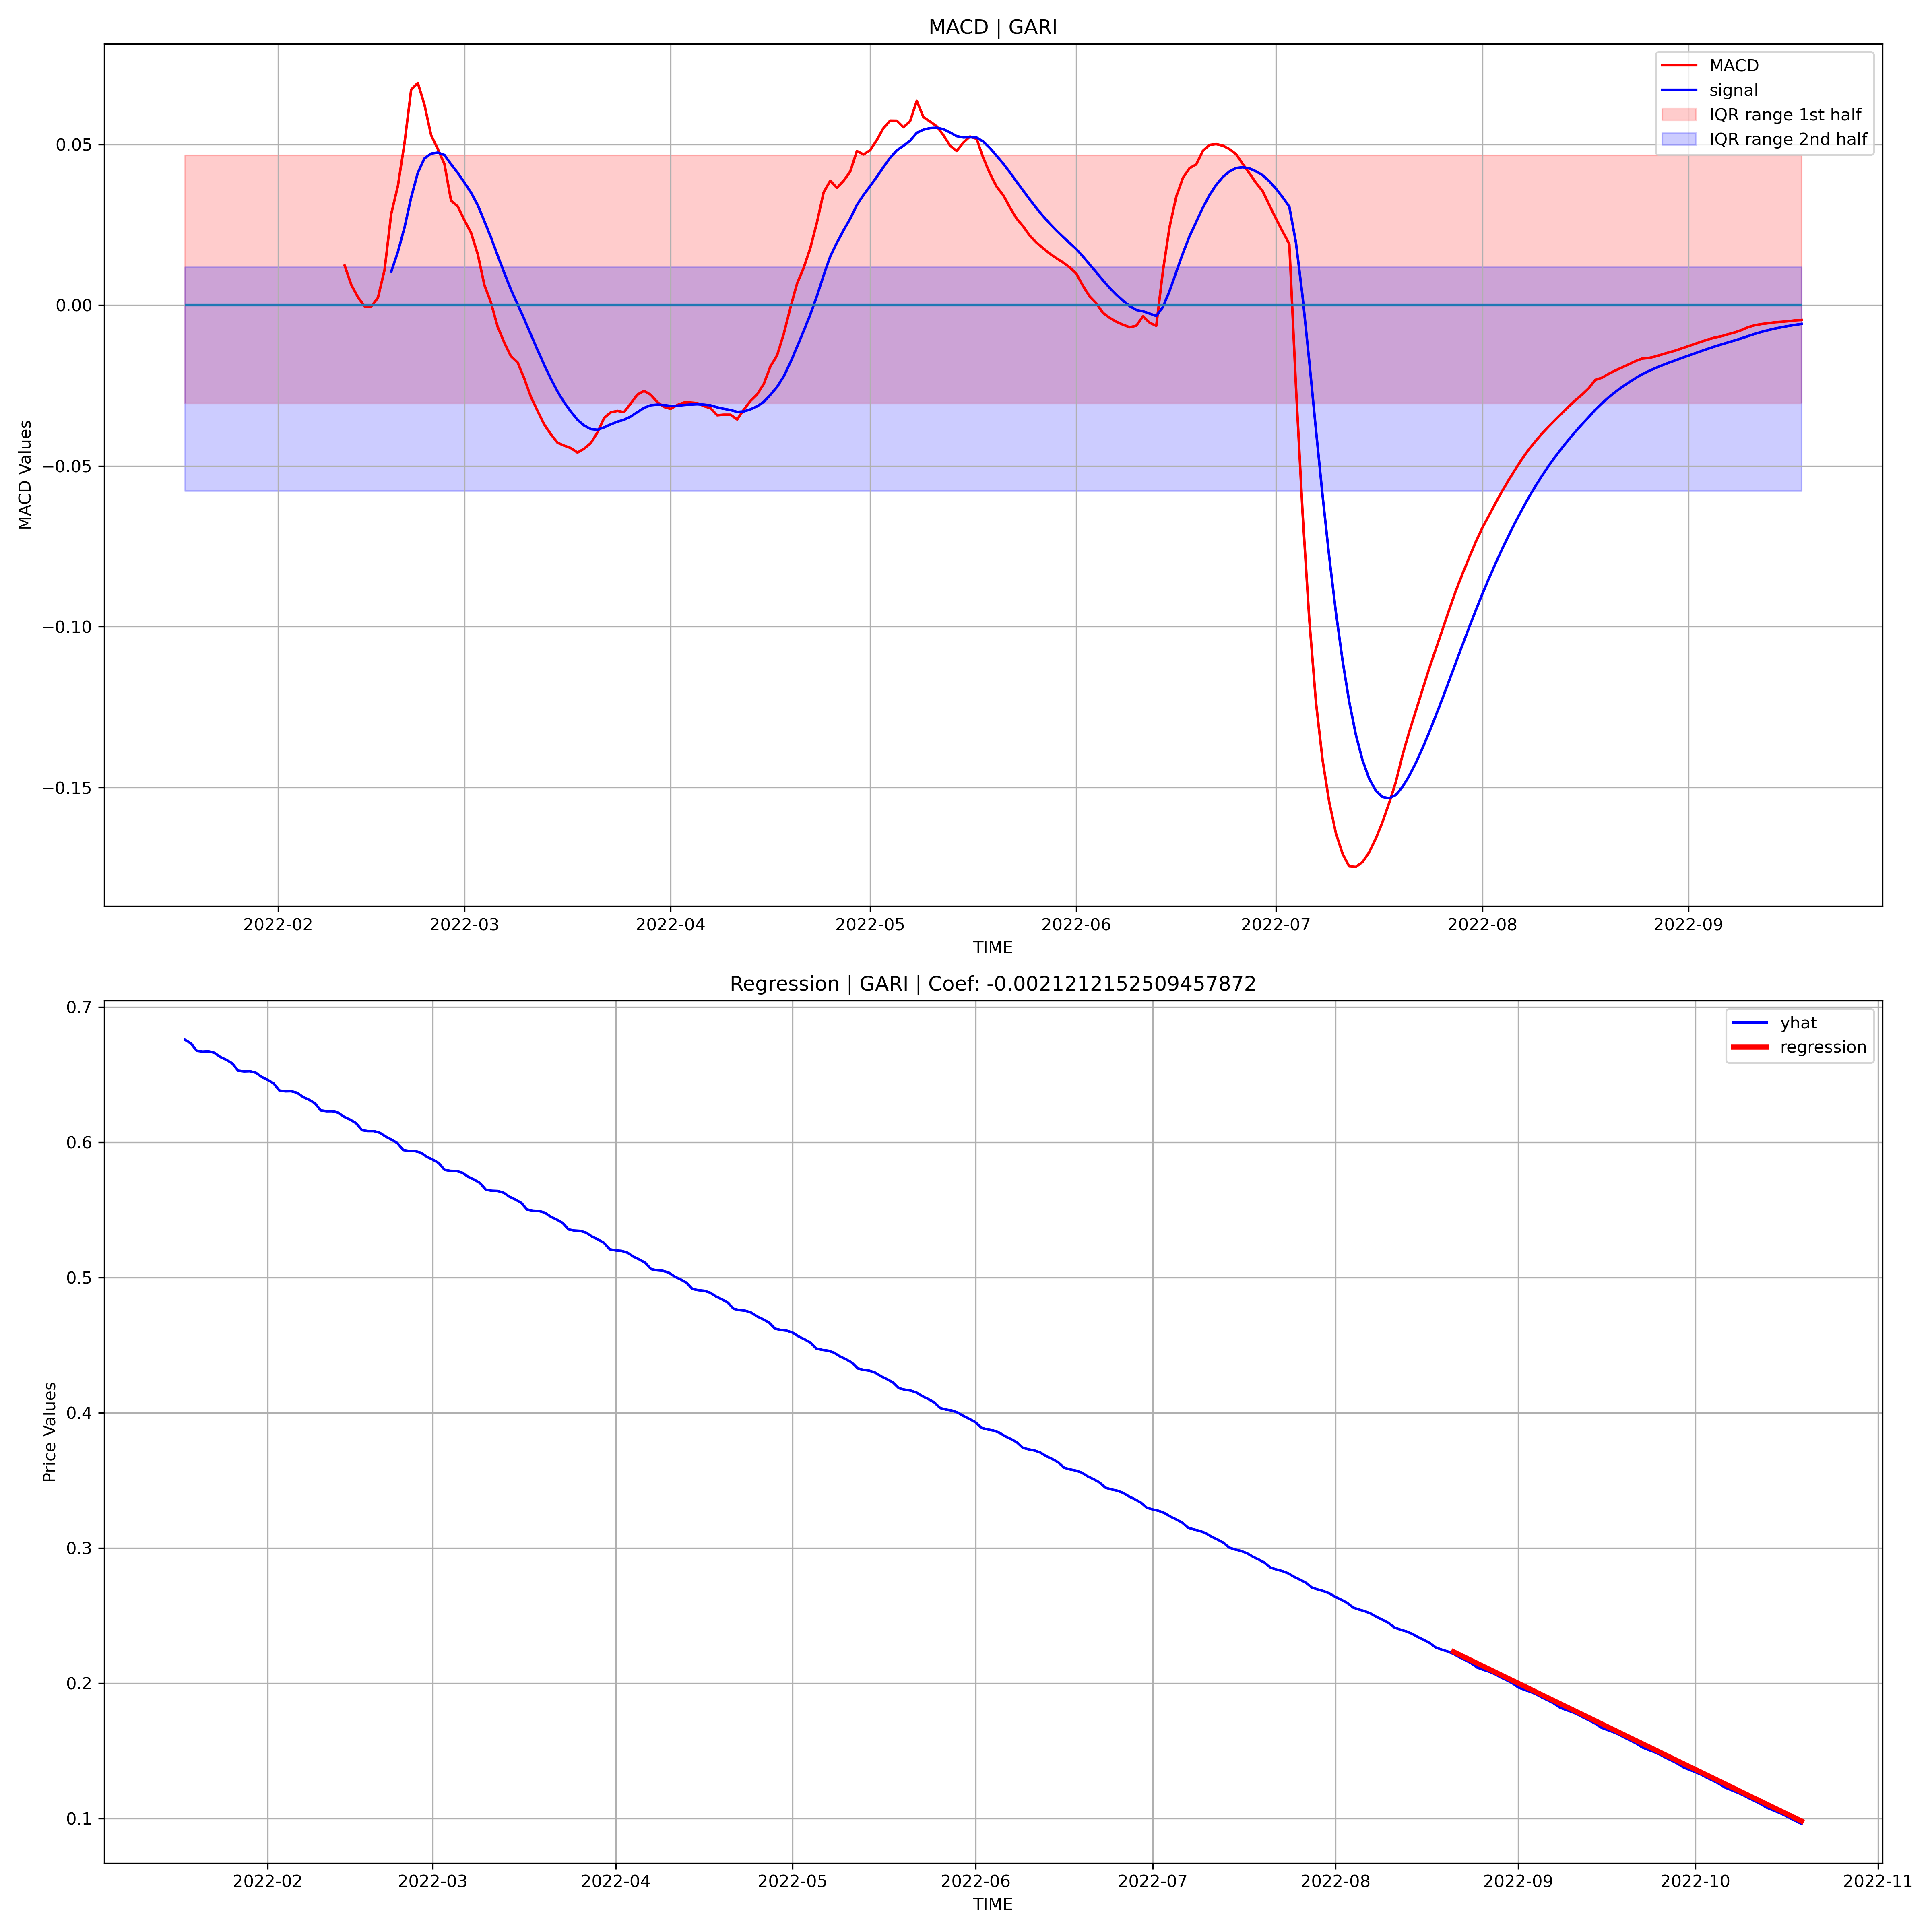 MACD | GARI
MACD
signal
IQR range 1st half
IQR range 2nd half
MACD Values
0.05
0.00
−0.05
−0.10
−0.15
2022-02 2022-03 2022-04 2022-05 2022-06 2022-07 2022-08 2022-09
TIME
Regression | GARI | Coef: -0.0021212152509457872
yhat
regression
Price Values
0.7
0.6
0.5
0.4
0.3
0.2
0.1
2022-02 2022-03 2022-04 2022-05 2022-06 2022-07 2022-08 2022-09 2022-10 2022-11
TIME